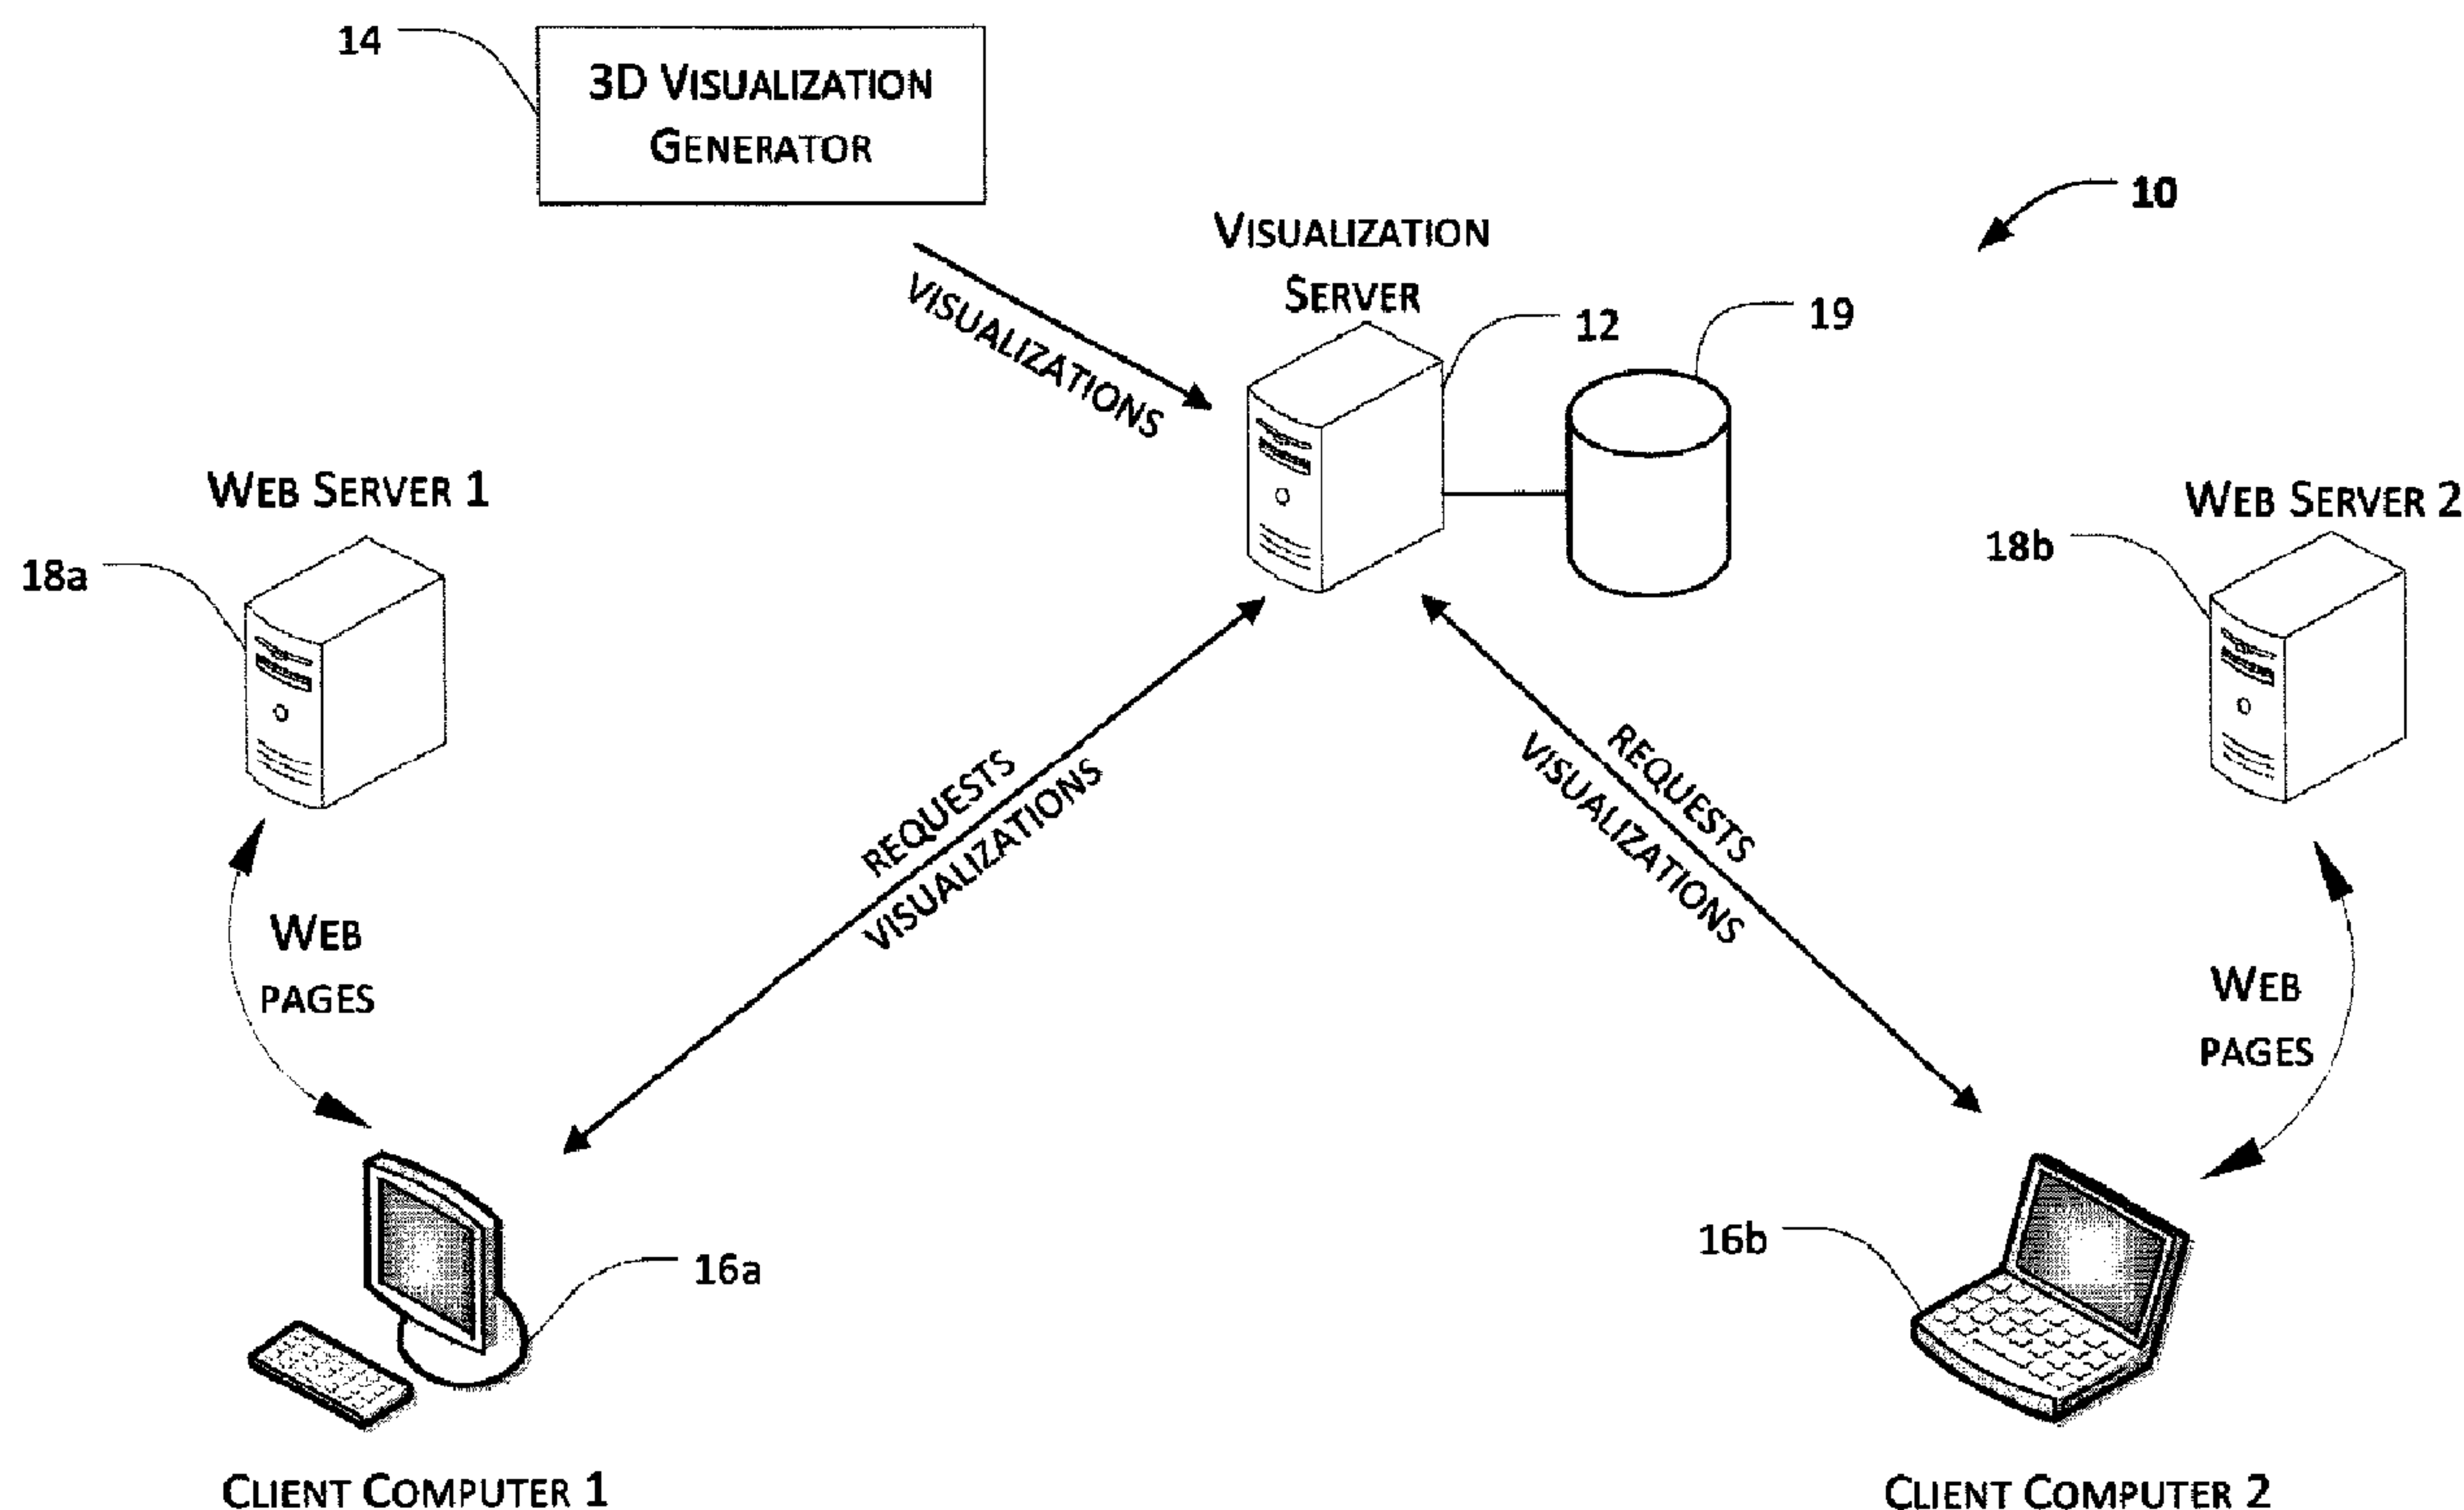 14
3D VISUALIZATION
GENERATOR
10
VISUALIZATION
SERVER
VISUALIZATIONS
12
19
WEB SERVER 1
18a
WEB SERVER 2
18b
REQUESTS
VISUALIZATIONS
REQUESTS
VISUALIZATIONS
WEB
PAGES
WEB
PAGES
16a
16b
CLIENT COMPUTER 1
CLIENT COMPUTER 2